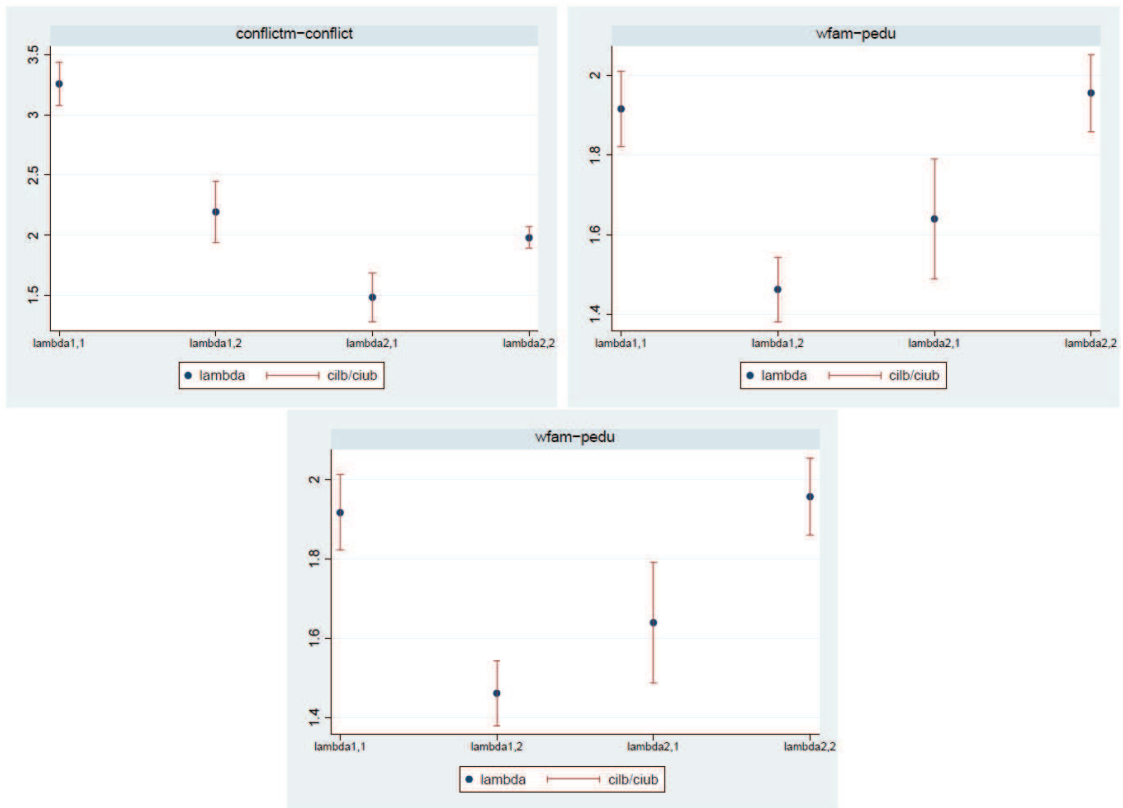 conflictm−conflict
3.5
3
2.5
2
1.5
lambda1,1 lambda1,2 lambda2,1 lambda2,2
lambda cilb/ciub
wfam−pedu
2
1.8
1.6
1.4
lambda1,1 lambda1,2 lambda2,1 lambda2,2
lambda cilb/ciub
wfam−pedu
2
1.8
1.6
1.4
lambda1,1 lambda1,2 lambda2,1 lambda2,2
lambda cilb/ciub